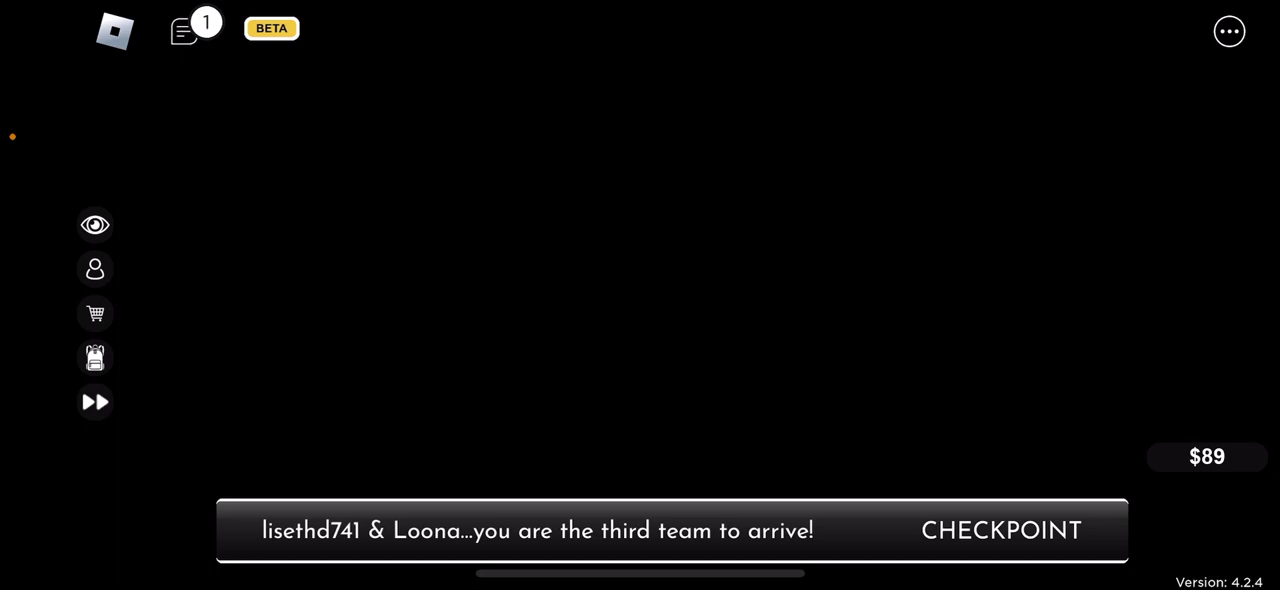 1
BETA
$89
lisethd741 & Loona...you are the third team to arrive!
CHECKPOINT
Version: 4.2.4